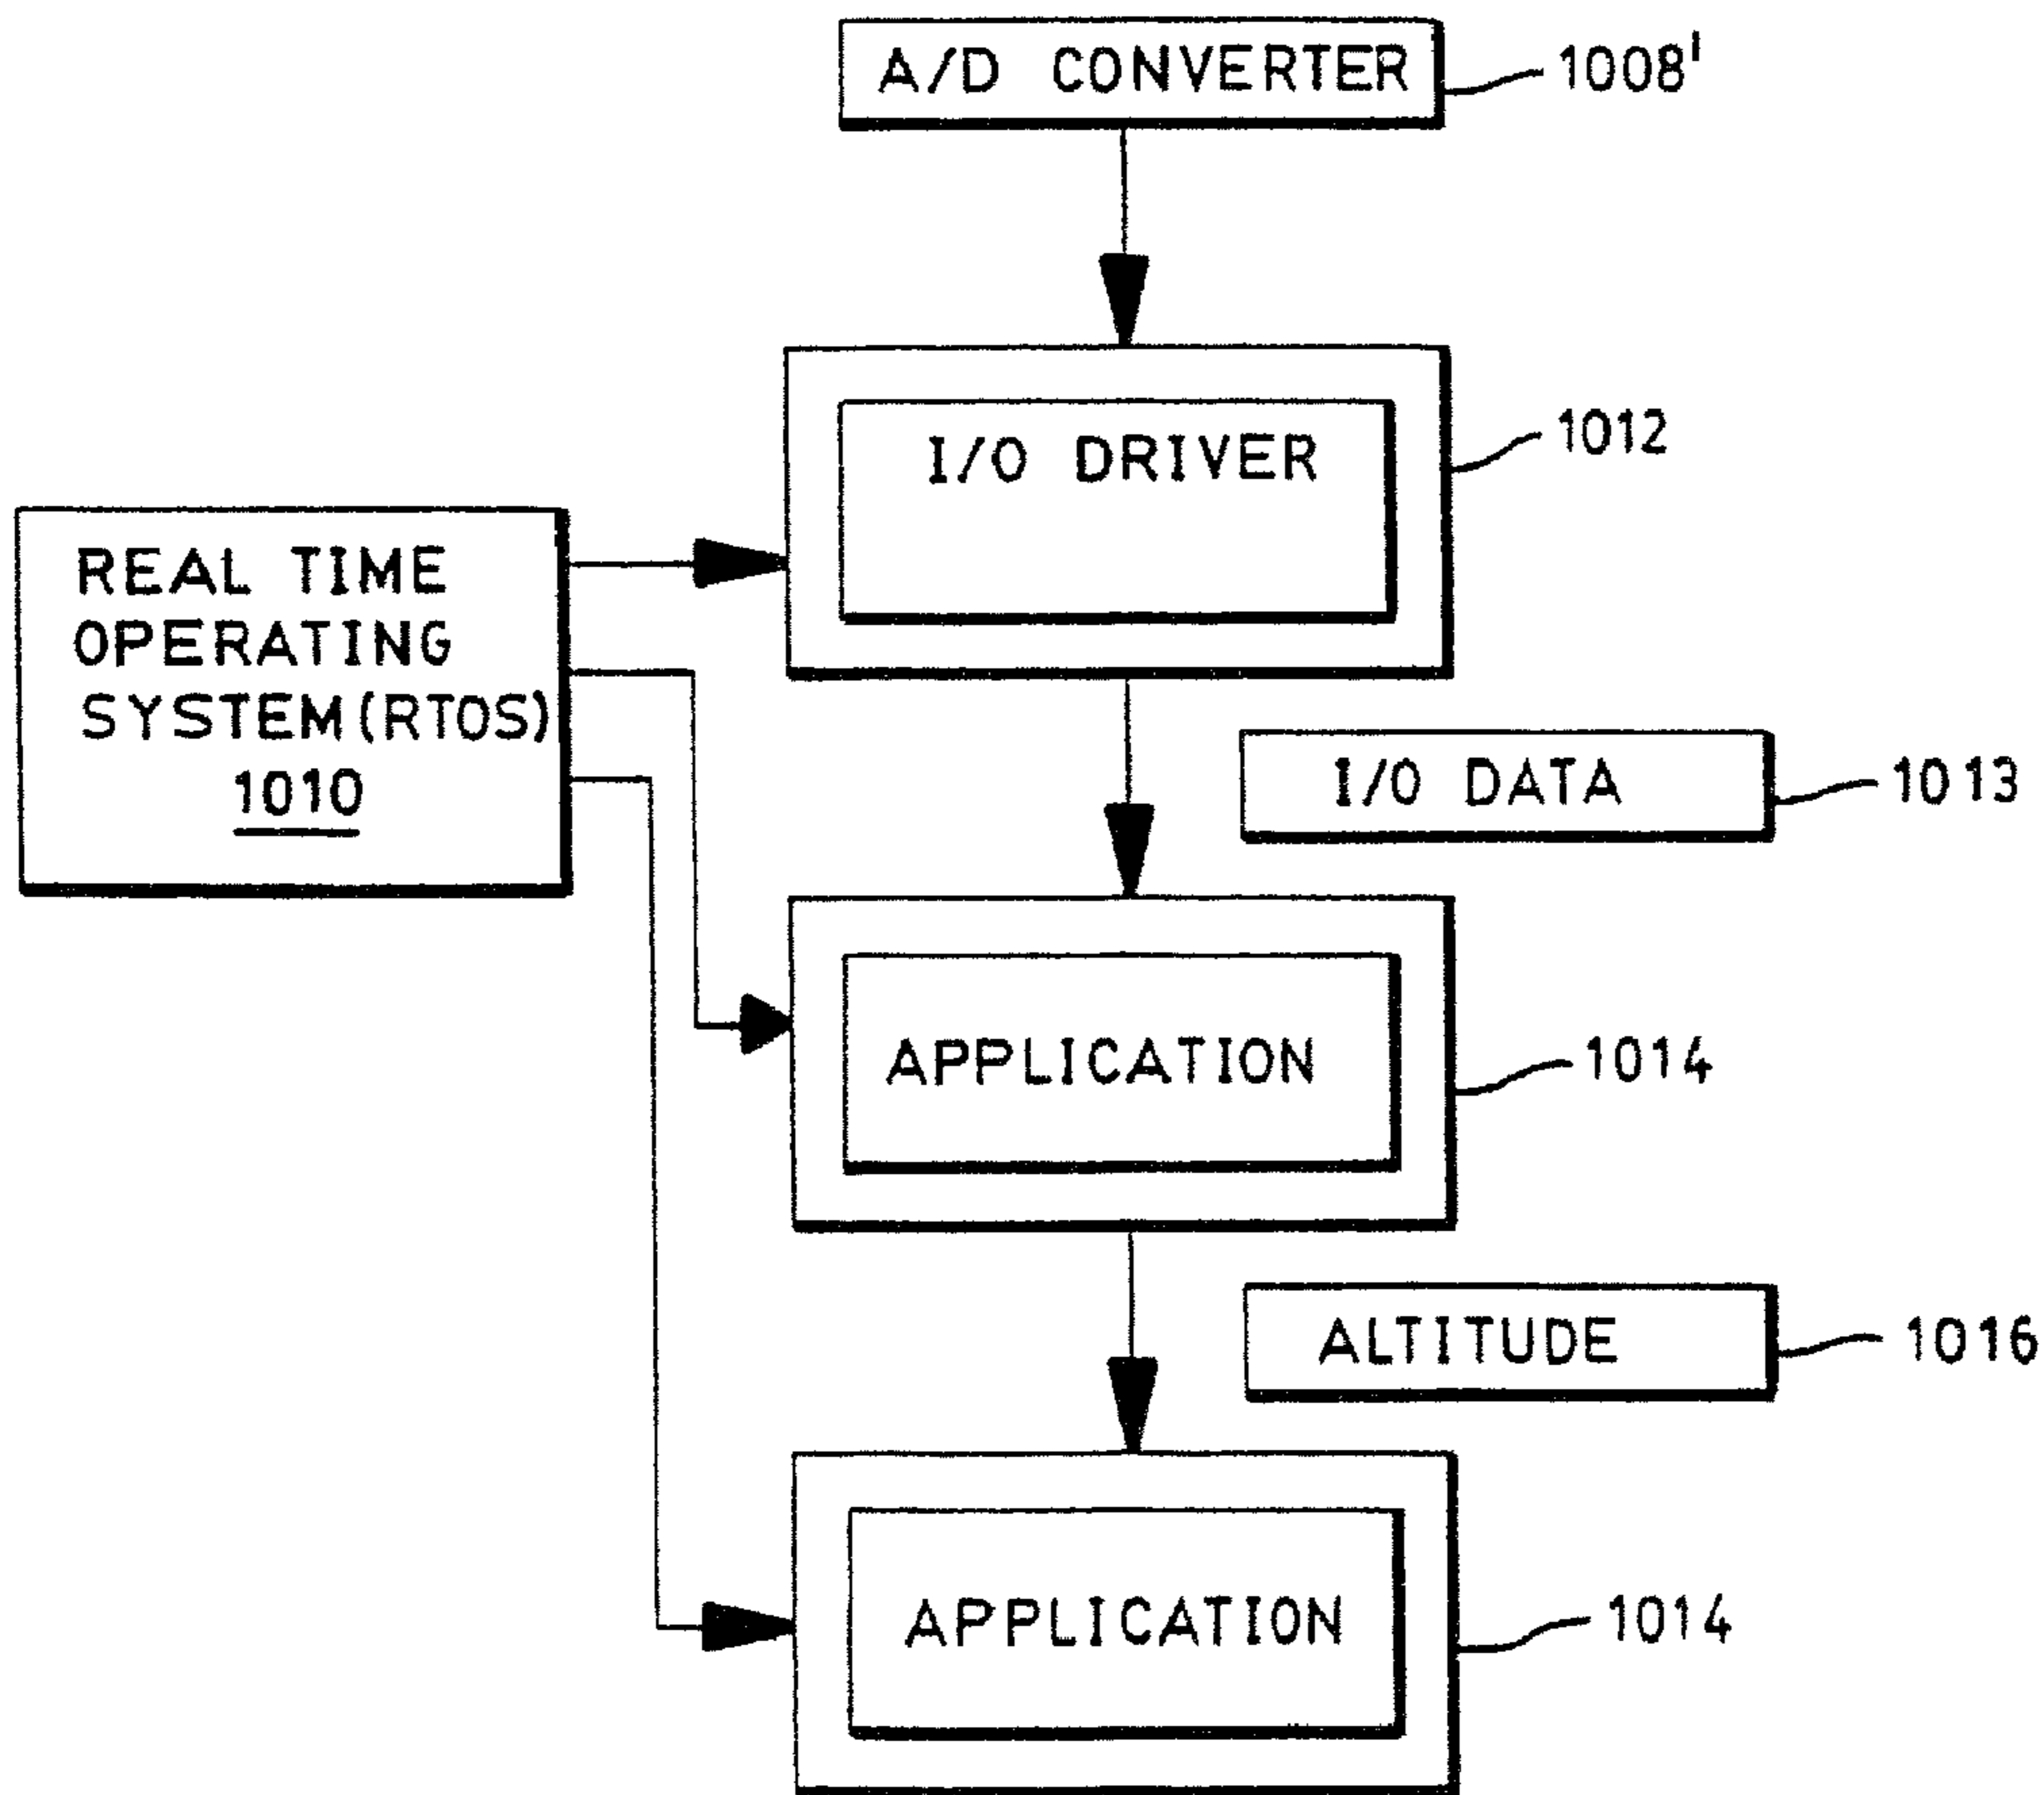 A/D CONVERTER
1008'
I/O DRIVER
1012
REAL TIME
OPERATING
SYSTEM(RTOS)
1010
I/O DATA
1013
APPLICATION
1014
ALTITUDE
1016
APPLICATION
1014